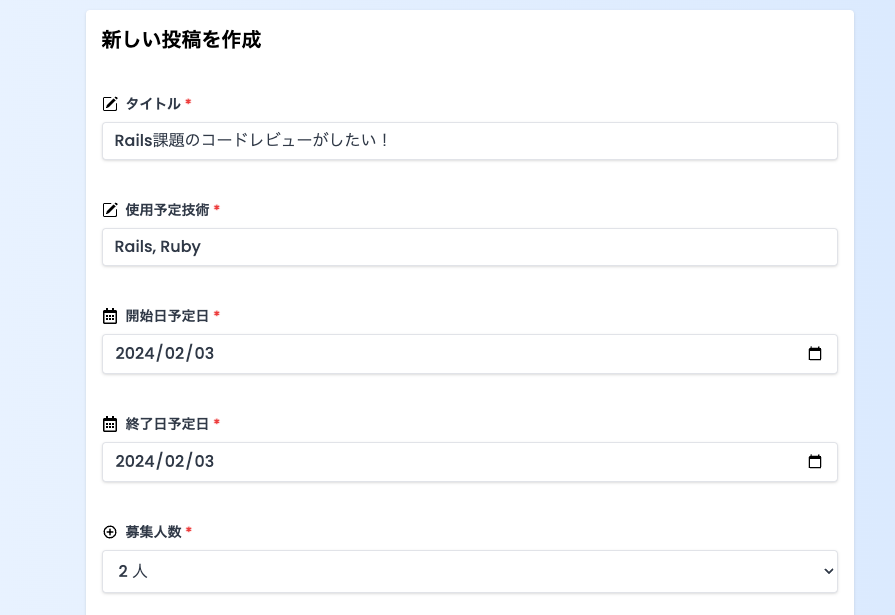 新しい投稿を作成
タイトル *
Rails課題のコードレビューがしたい！
使用予定技術 *
Rails, Ruby
開始日予定日 *
2024/02/03
終了日予定日 *
2024/02/03
募集人数 *
2 人